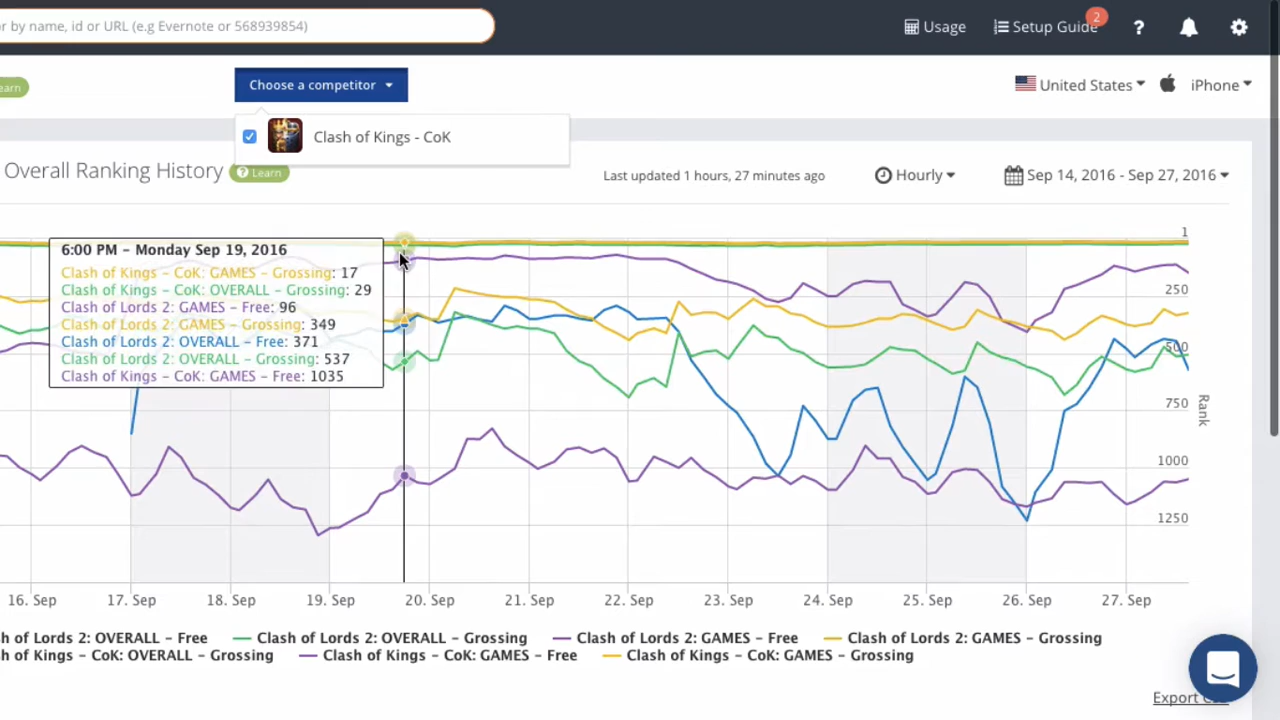 or by name, id or URL (e.g Evernote or 568939854)
Usage
Setup Guide
2
?
earn
Choose a competitor
United States
iPhone
Clash of Kings - CoK
Overall Ranking History
? Learn
Last updated 1 hours, 27 minutes ago
Hourly
Sep 14, 2016 - Sep 27, 2016
6:00 PM – Monday Sep 19, 2016
Clash of Kings – CoK: GAMES – Grossing: 17
Clash of Kings – CoK: OVERALL – Grossing: 29
Clash of Lords 2: GAMES – Free: 96
Clash of Lords 2: GAMES – Grossing: 349
Clash of Lords 2: OVERALL – Free: 371
Clash of Lords 2: OVERALL – Grossing: 537
Clash of Kings – CoK: GAMES – Free: 1035
1
250
500
750
1000
1250
Rank
16. Sep 17. Sep 18. Sep 19. Sep 20. Sep 21. Sep 22. Sep 23. Sep 24. Sep 25. Sep 26. Sep 27. Sep
h of Lords 2: OVERALL – Free Clash of Lords 2: OVERALL – Grossing Clash of Lords 2: GAMES – Free Clash of Lords 2: GAMES – Grossing
h of Kings – CoK: OVERALL – Grossing Clash of Kings – CoK: GAMES – Free Clash of Kings – CoK: GAMES – Grossing
Export